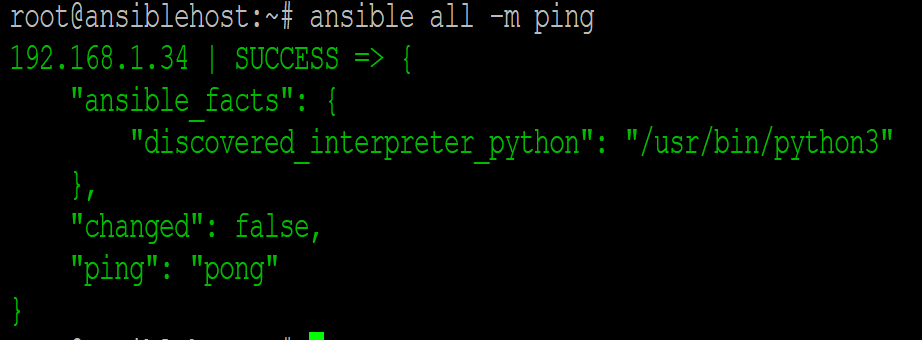 root@ansiblehost:~# ansible all -m ping
192.168.1.34 | SUCCESS => {
    "ansible_facts": {
        "discovered_interpreter_python": "/usr/bin/python3"
    },
    "changed": false,
    "ping": "pong"
}